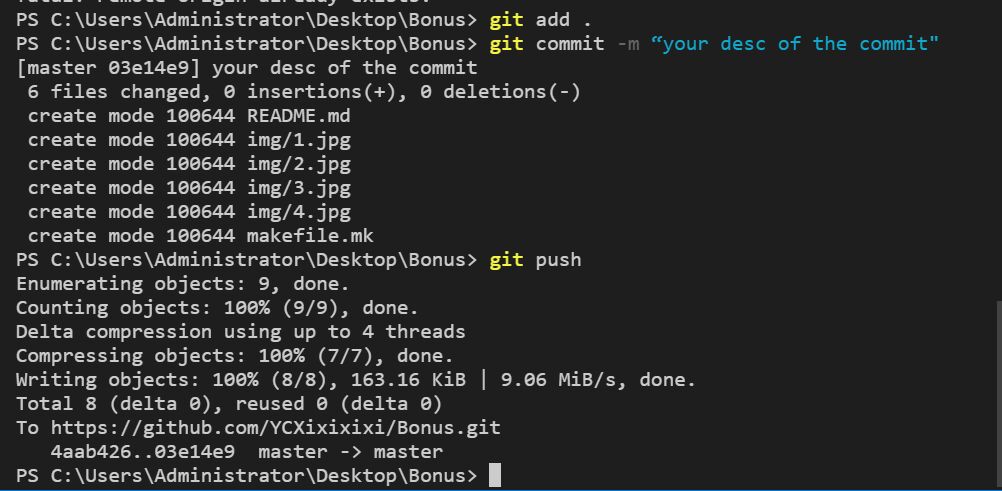 PS C:\Users\Administrator\Desktop\Bonus> git add .
PS C:\Users\Administrator\Desktop\Bonus> git commit -m “your desc of the commit"
[master 03e14e9] your desc of the commit
 6 files changed, 0 insertions(+), 0 deletions(-)
 create mode 100644 README.md
 create mode 100644 img/1.jpg
 create mode 100644 img/2.jpg
 create mode 100644 img/3.jpg
 create mode 100644 img/4.jpg
 create mode 100644 makefile.mk
PS C:\Users\Administrator\Desktop\Bonus> git push
Enumerating objects: 9, done.
Counting objects: 100% (9/9), done.
Delta compression using up to 4 threads
Compressing objects: 100% (7/7), done.
Writing objects: 100% (8/8), 163.16 KiB | 9.06 MiB/s, done.
Total 8 (delta 0), reused 0 (delta 0)
To https://github.com/YCXixixixi/Bonus.git
   4aab426..03e14e9  master -> master
PS C:\Users\Administrator\Desktop\Bonus>